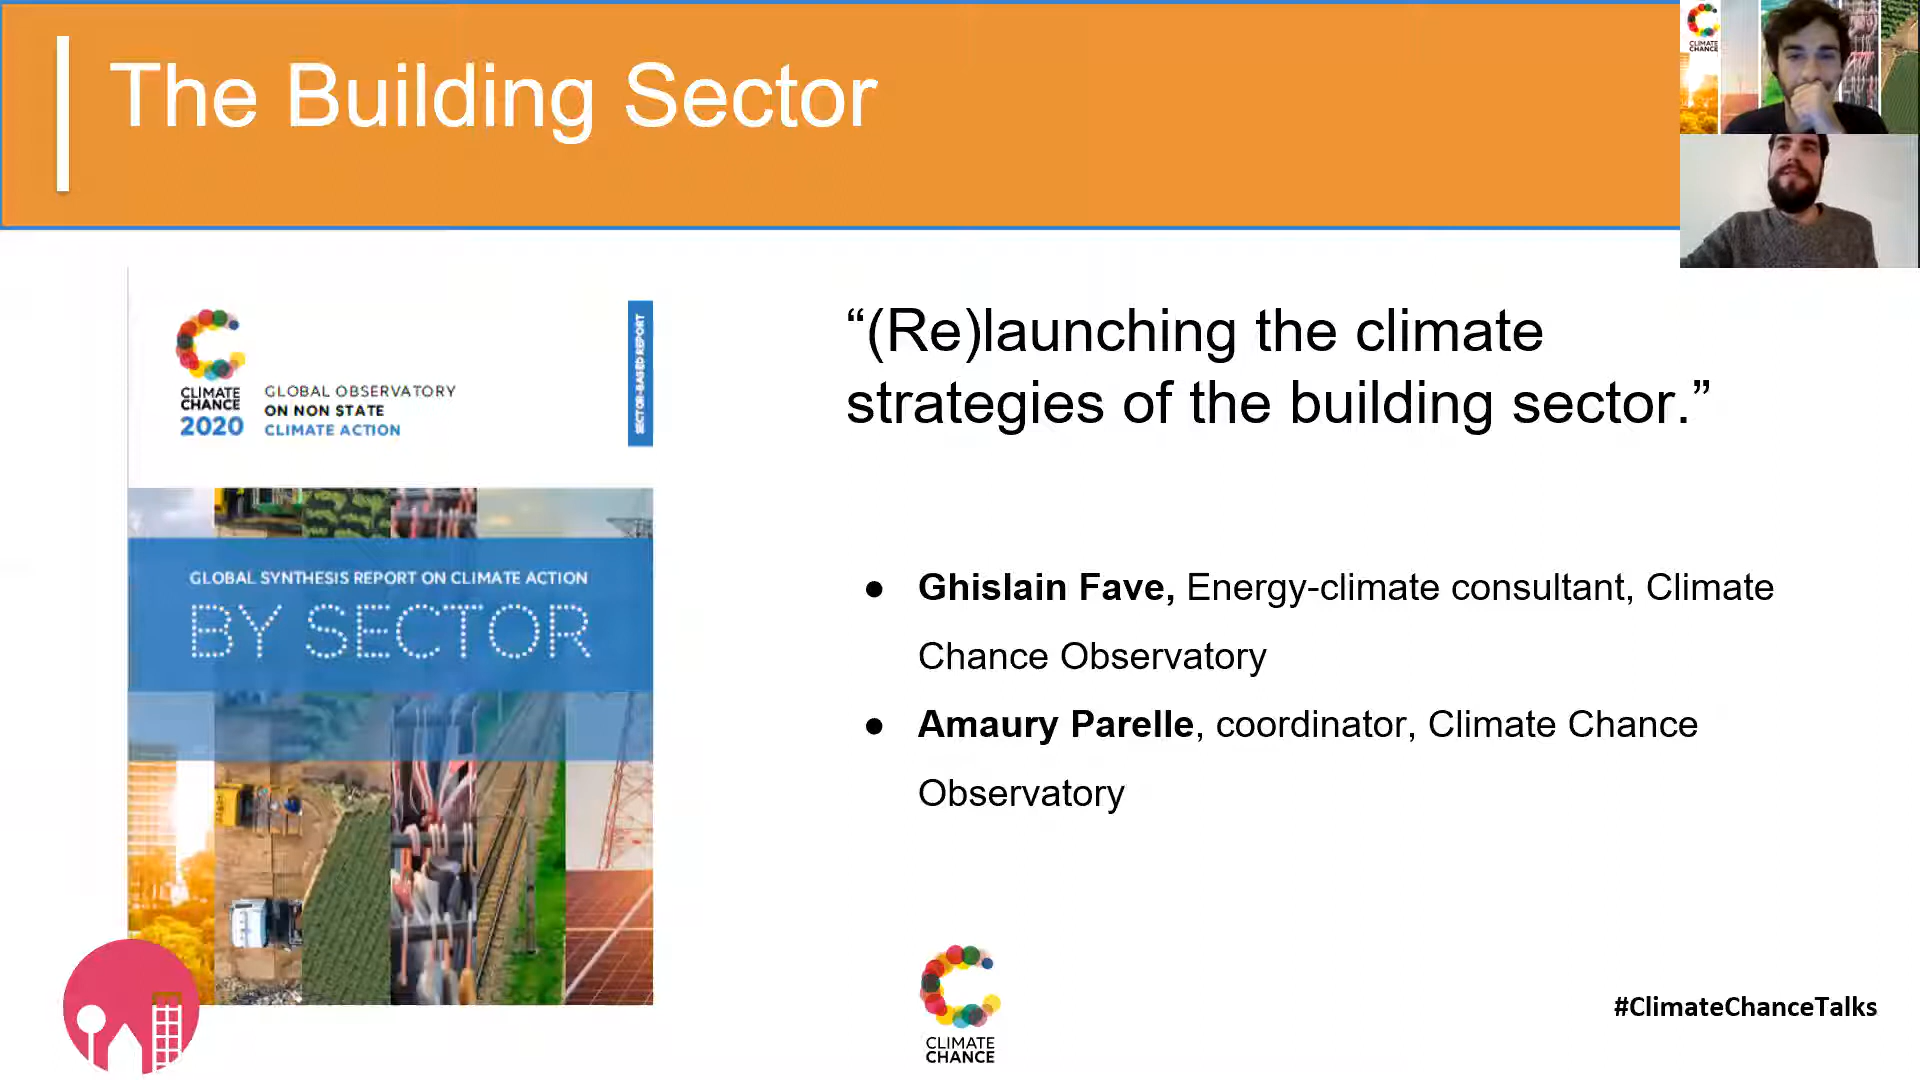 The Building Sector
CLIMATE
CHANCE
CLIMATE
CHANCE
2020
GLOBAL OBSERVATORY
ON NON STATE
CLIMATE ACTION
SECTOR-BASED REPORT
GLOBAL SYNTHESIS REPORT ON CLIMATE ACTION
BY SECTOR
“(Re)launching the climate
strategies of the building sector.”
● Ghislain Fave, Energy-climate consultant, Climate
Chance Observatory
● Amaury Parelle, coordinator, Climate Chance
Observatory
CLIMATE
CHANCE
#ClimateChanceTalks